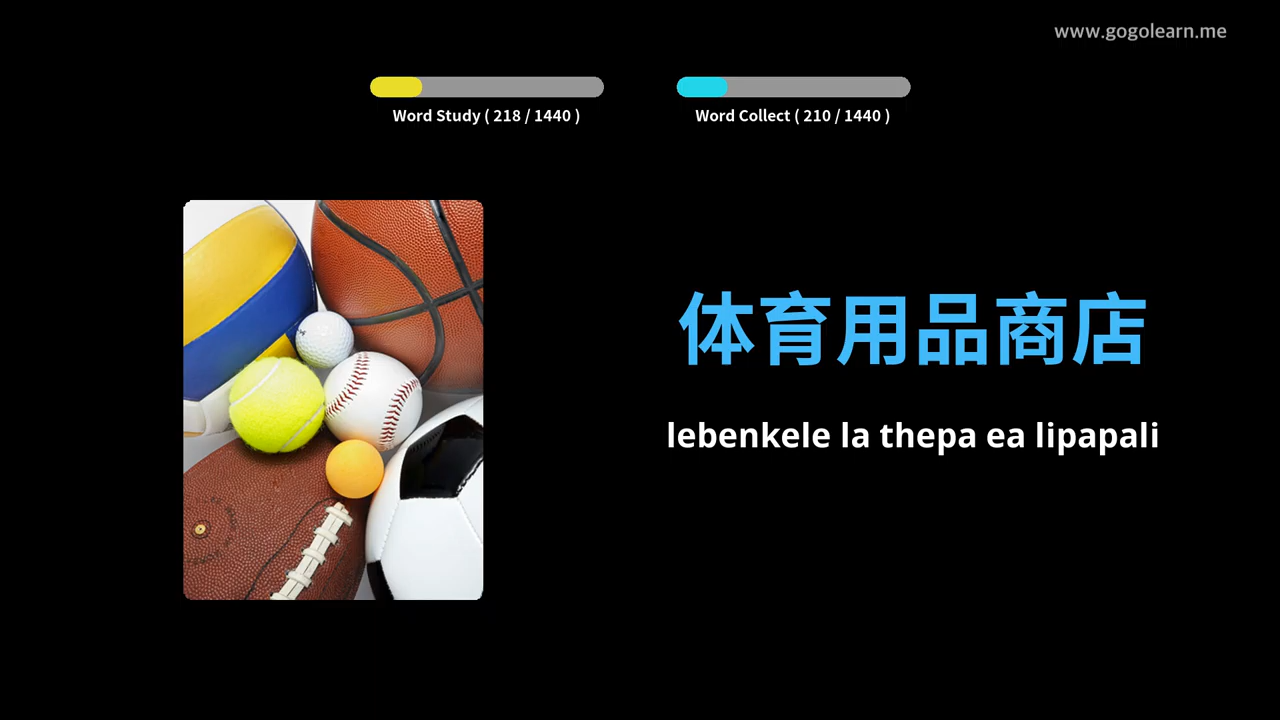 www.gogolearn.me
Word Study ( 218 / 1440 )
Word Collect ( 210 / 1440 )
体育用品商店
lebenkele la thepa ea lipapali